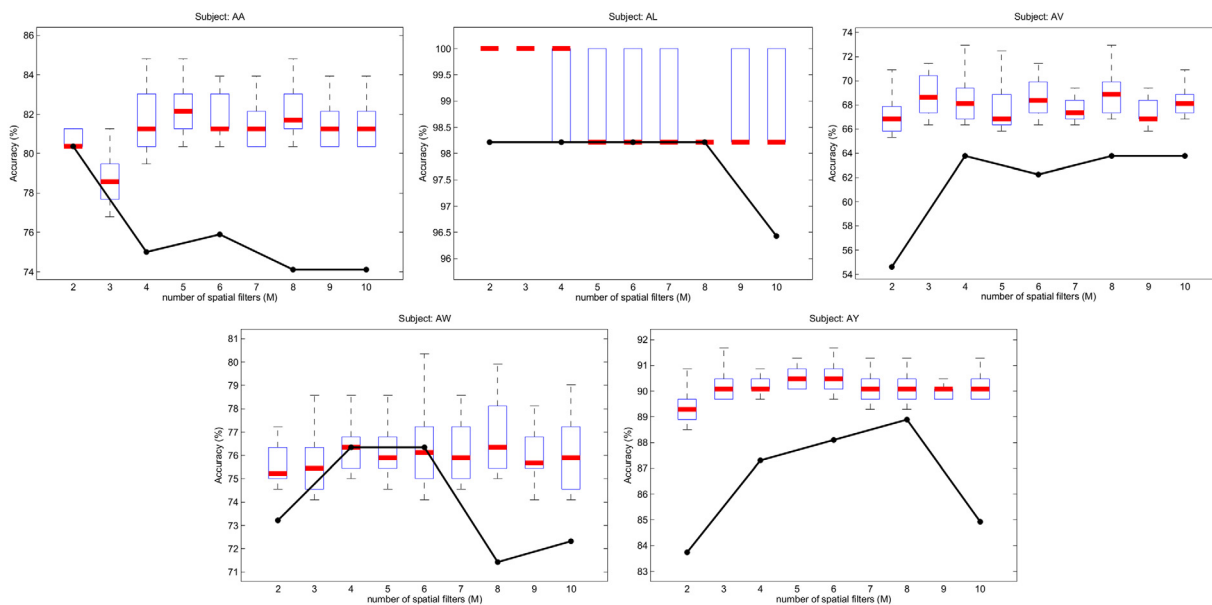 Subject: AA
86
84
82
80
78
76
74
Accuracy (%)
2 3 4 5 6 7 8 9 10
number of spatial filters (M)
Subject: AL
100
99.5
99
98.5
98
97.5
97
96.5
96
Accuracy (%)
2 3 4 5 6 7 8 9 10
number of spatial filters (M)
Subject: AV
74
72
70
68
66
64
62
60
58
56
54
Accuracy (%)
2 3 4 5 6 7 8 9 10
number of spatial filters (M)
Subject: AW
81
80
79
78
77
76
75
74
73
72
71
Accuracy (%)
2 3 4 5 6 7 8 9 10
number of spatial filters (M)
Subject: AY
92
91
90
89
88
87
86
85
84
83
Accuracy (%)
2 3 4 5 6 7 8 9 10
number of spatial filters (M)